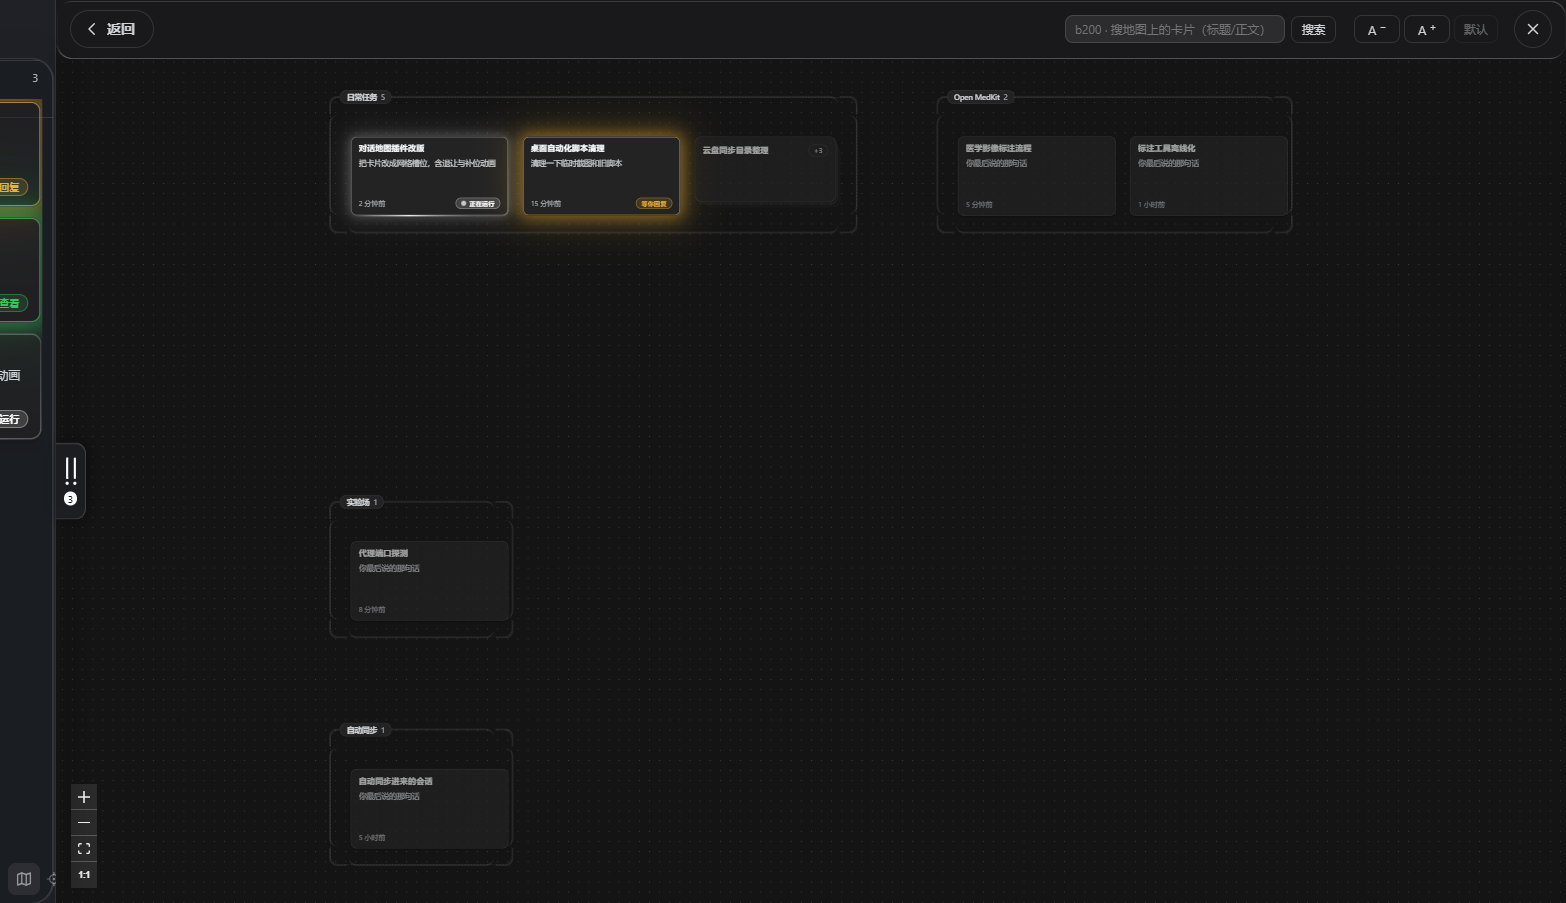 返回
b200 · 搜地图上的卡片（标题/正文）
搜索
A⁻
A⁺
默认
3
日常任务 5
Open MedKit 2
对话地图插件改版
把卡片改成网格槽位，含退让与补位动画
2 分钟前
正在运行
桌面自动化脚本清理
清理一下临时截图和旧脚本
15 分钟前
等你回复
云盘同步目录整理
+3
医学影像标注流程
你最后说的那句话
5 分钟前
标注工具离线化
你最后说的那句话
1 小时前
回复
查看
动画
运行
3
实验场 1
代理端口探测
你最后说的那句话
8 分钟前
自动同步 1
自动同步进来的会话
你最后说的那句话
5 小时前
1:1